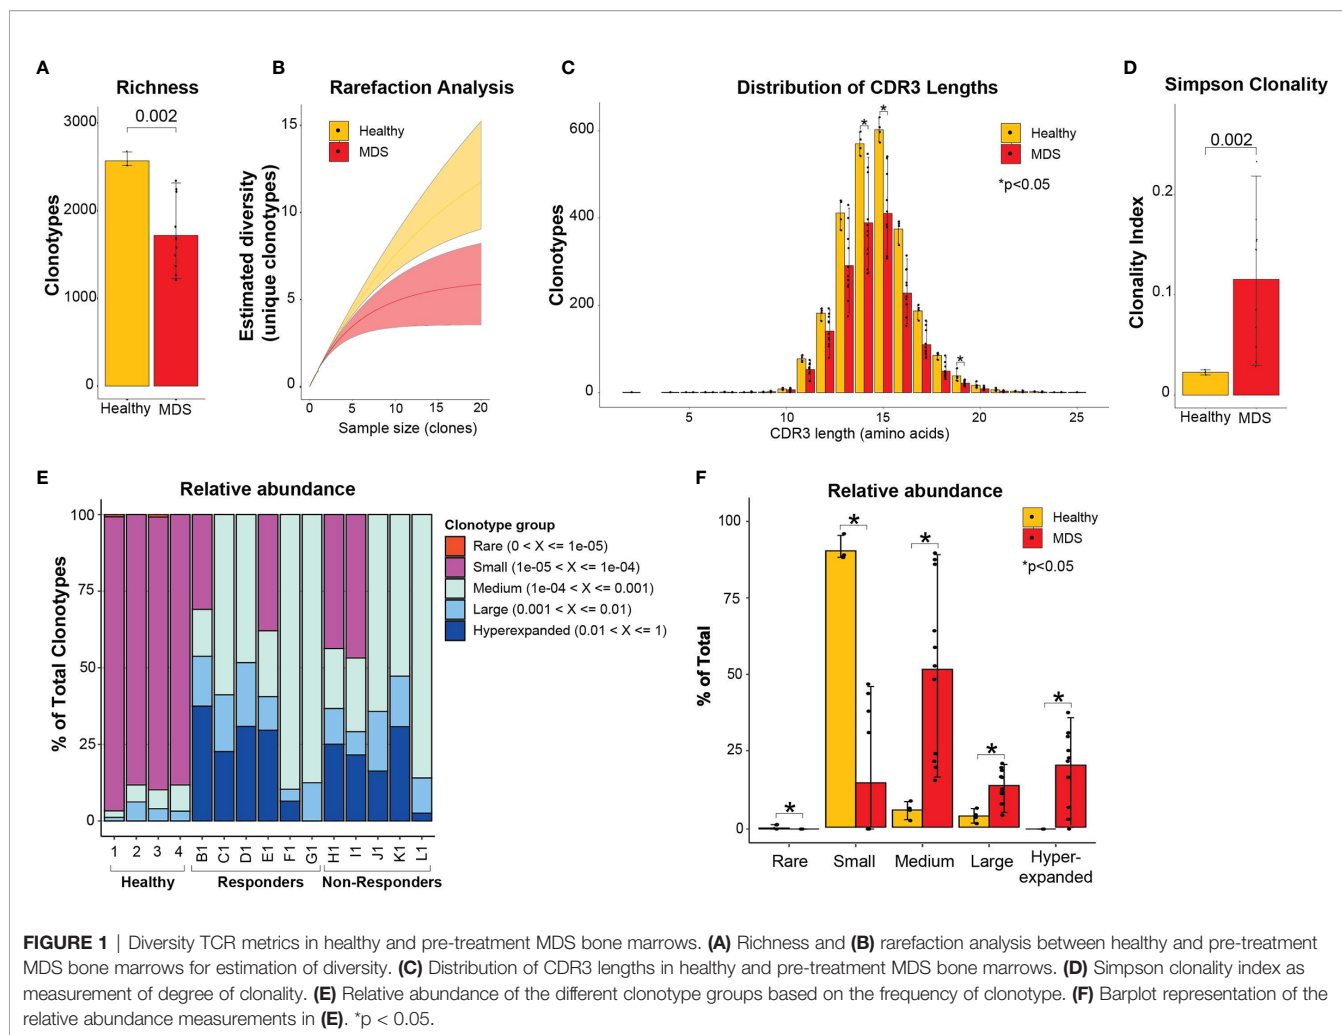 A
Richness
0.002
3000
2000
1000
0
Clonotypes
Healthy MDS
B
Rarefaction Analysis
Healthy
MDS
15
10
5
0
Estimated diversity
(unique clonotypes)
0 5 10 15 20
Sample size (clones)
C
Distribution of CDR3 Lengths
600
400
200
0
Clonotypes
* * *
Healthy
MDS
*p<0.05
5 10 15 20 25
CDR3 length (amino acids)
D
Simpson Clonality
0.002
0.2
0.1
0
Clonality Index
Healthy MDS
E
Relative abundance
100
75
50
25
0
% of Total Clonotypes
1 2 3 4 B1 C1 D1 E1 F1 G1 H1 I1 J1 K1 L1
Healthy Responders Non-Responders
Clonotype group
Rare (0 < X <= 1e-05)
Small (1e-05 < X <= 1e-04)
Medium (1e-04 < X <= 0.001)
Large (0.001 < X <= 0.01)
Hyperexpanded (0.01 < X <= 1)
F
Relative abundance
100
75
50
25
0
% of Total
* * * * *
Healthy
MDS
*p<0.05
Rare Small Medium Large Hyper-
expanded
FIGURE 1 | Diversity TCR metrics in healthy and pre-treatment MDS bone marrows. (A) Richness and (B) rarefaction analysis between healthy and pre-treatment
MDS bone marrows for estimation of diversity. (C) Distribution of CDR3 lengths in healthy and pre-treatment MDS bone marrows. (D) Simpson clonality index as
measurement of degree of clonality. (E) Relative abundance of the different clonotype groups based on the frequency of clonotype. (F) Barplot representation of the
relative abundance measurements in (E). *p < 0.05.